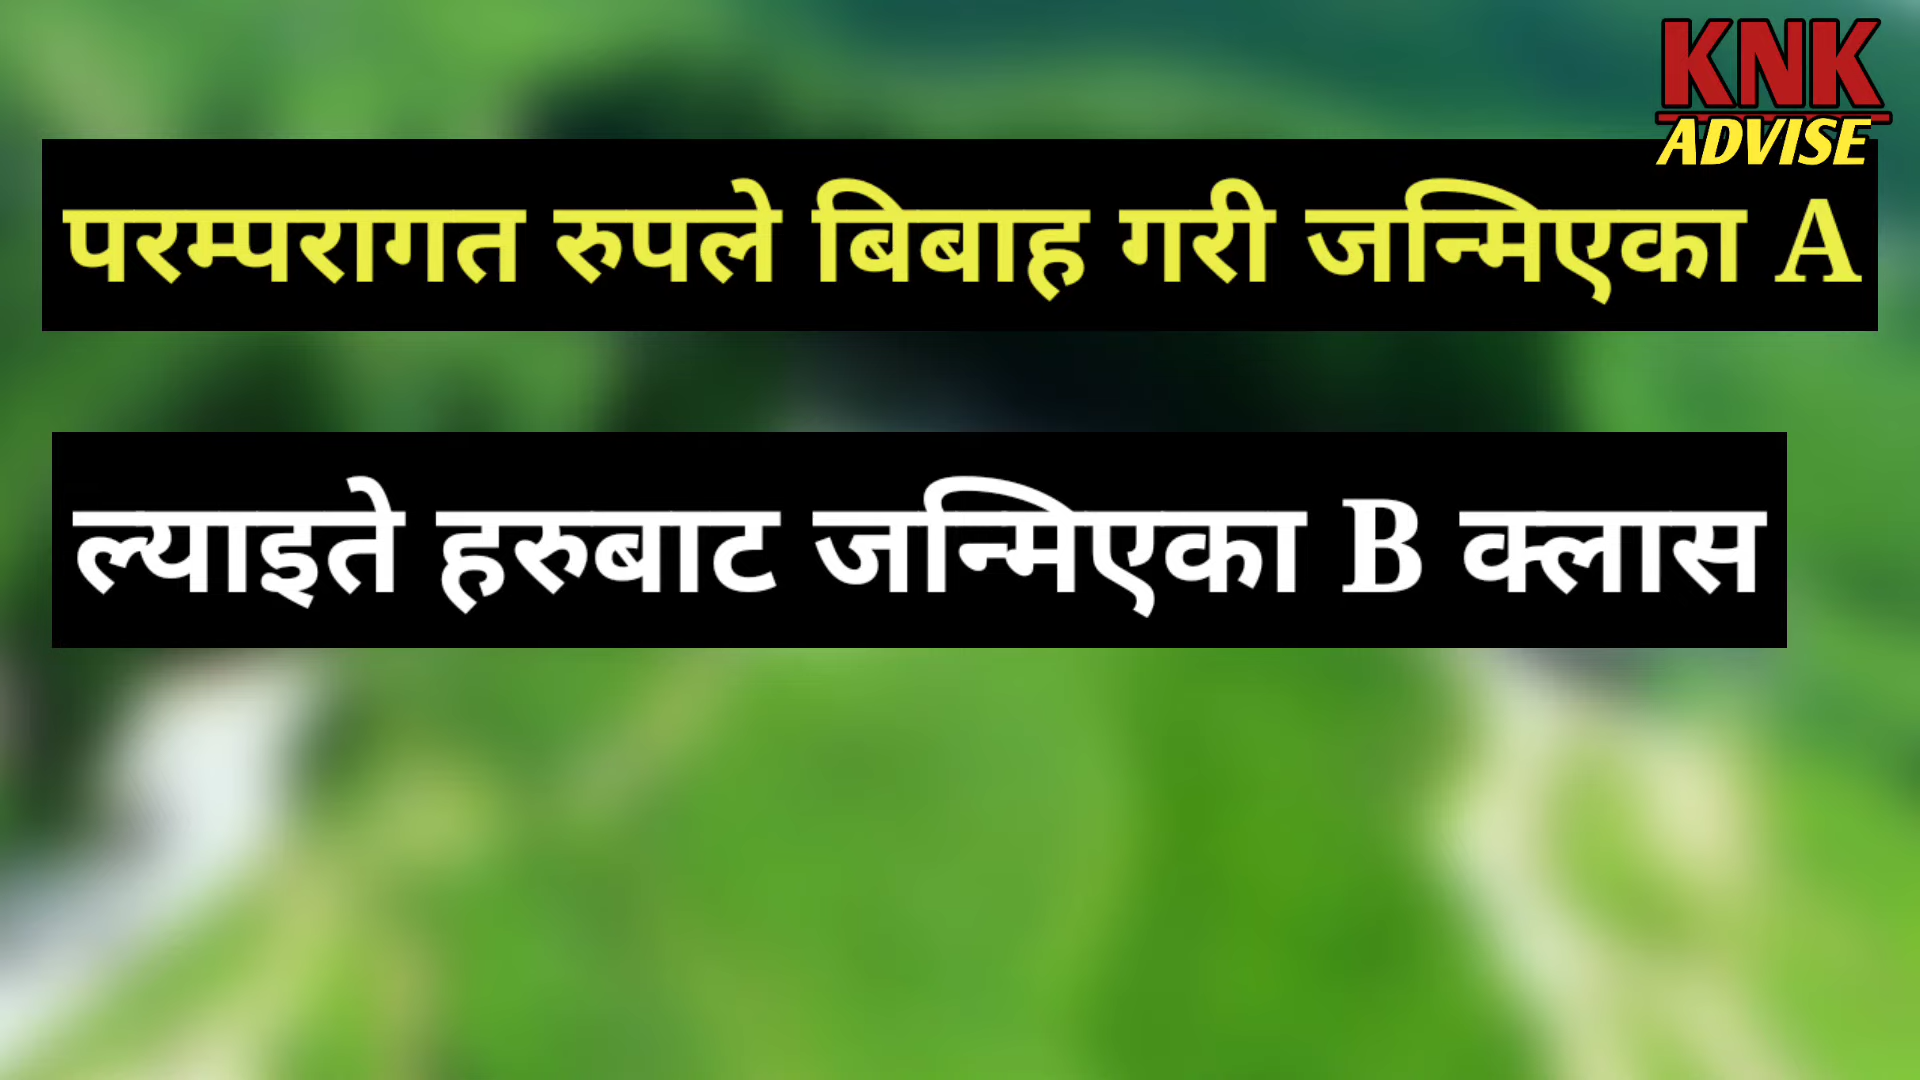 KNK
ADVISE
परम्परागत रुपले बिबाह गरी जन्मिएका A
ल्याइते हरुबाट जन्मिएका B क्लास